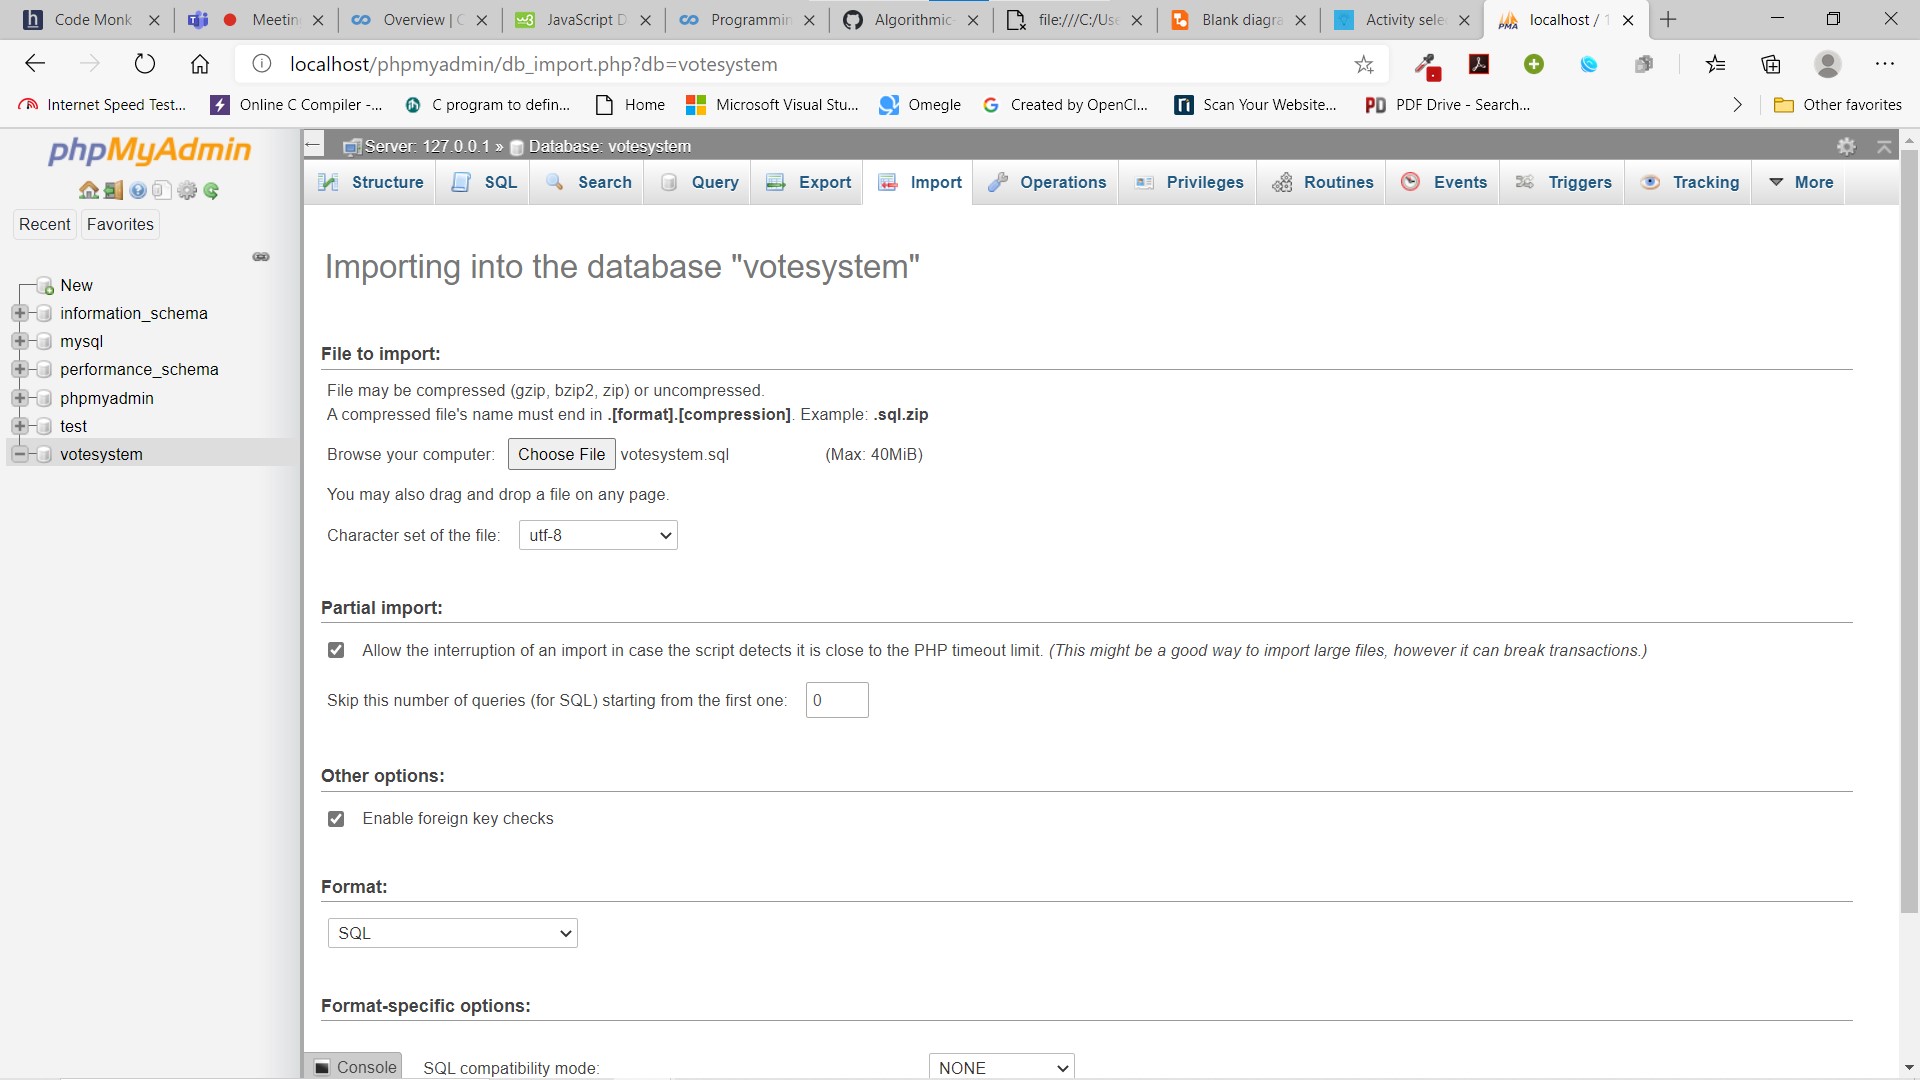 Code Monk
Meetin
Overview | C
JavaScript D
Programmin
Algorithmic-
file:///C:/Use
Blank diagra
Activity sele
localhost / 1
localhost/phpmyadmin/db_import.php?db=votesystem
Internet Speed Test...
Online C Compiler -...
C program to defin...
Home
Microsoft Visual Stu...
Omegle
Created by OpenCl...
Scan Your Website...
PDF Drive - Search...
Other favorites
phpMyAdmin
Recent
Favorites
New
information_schema
mysql
performance_schema
phpmyadmin
test
votesystem
Server: 127.0.0.1 » Database: votesystem
Structure
SQL
Search
Query
Export
Import
Operations
Privileges
Routines
Events
Triggers
Tracking
More
Importing into the database "votesystem"
File to import:
File may be compressed (gzip, bzip2, zip) or uncompressed.
A compressed file's name must end in .[format].[compression]. Example: .sql.zip
Browse your computer: Choose File votesystem.sql (Max: 40MiB)
You may also drag and drop a file on any page.
Character set of the file: utf-8
Partial import:
Allow the interruption of an import in case the script detects it is close to the PHP timeout limit. (This might be a good way to import large files, however it can break transactions.)
Skip this number of queries (for SQL) starting from the first one: 0
Other options:
Enable foreign key checks
Format:
SQL
Format-specific options:
Console
SQL compatibility mode: NONE